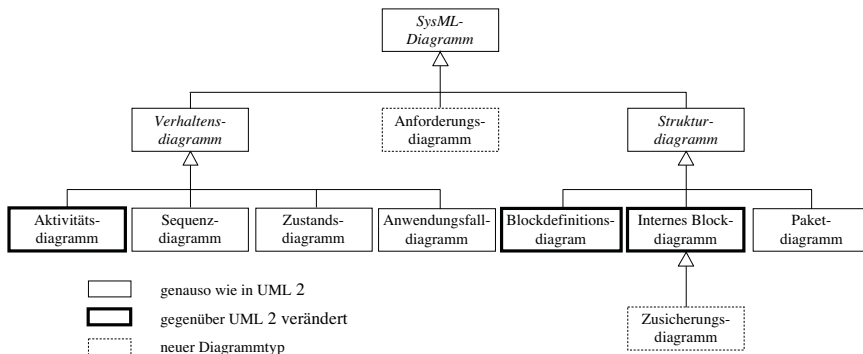 SysML-
Diagramm
Verhaltens-
diagramm
Anforderungs-
diagramm
Struktur-
diagramm
Aktivitäts-
diagramm
Sequenz-
diagramm
Zustands-
diagramm
Anwendungsfall-
diagramm
Blockdefinitions-
diagram
Internes Block-
diagramm
Paket-
diagramm
Zusicherungs-
diagramm
genauso wie in UML 2
gegenüber UML 2 verändert
neuer Diagrammtyp